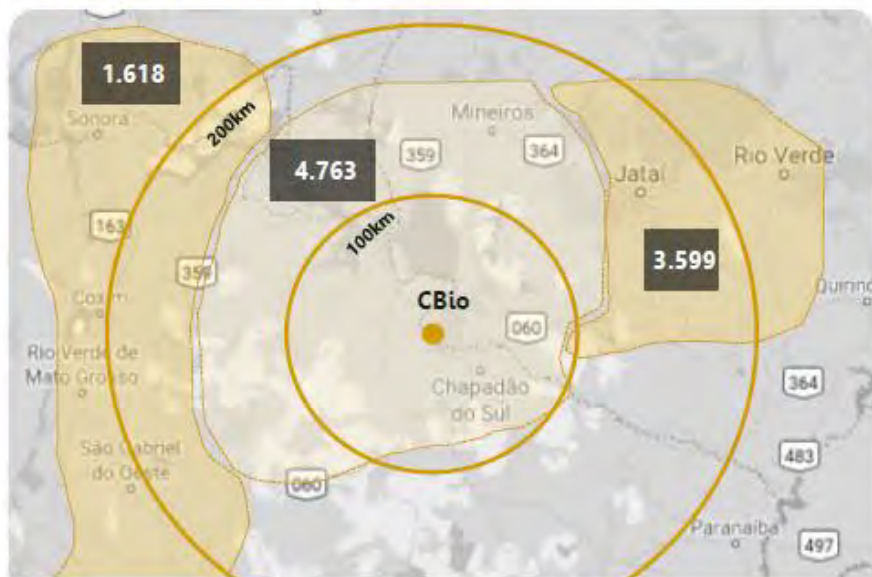 1.618
Sonora
200km
Mineiros
359
364
4.763
Jataí
Rio Verde
163
100km
3.599
359
CBio
Coxim
060
Rio Verde de
Mato Grosso
Chapadão
do Sul
364
São Gabriel
do Oeste
483
060
Paranaíba
497